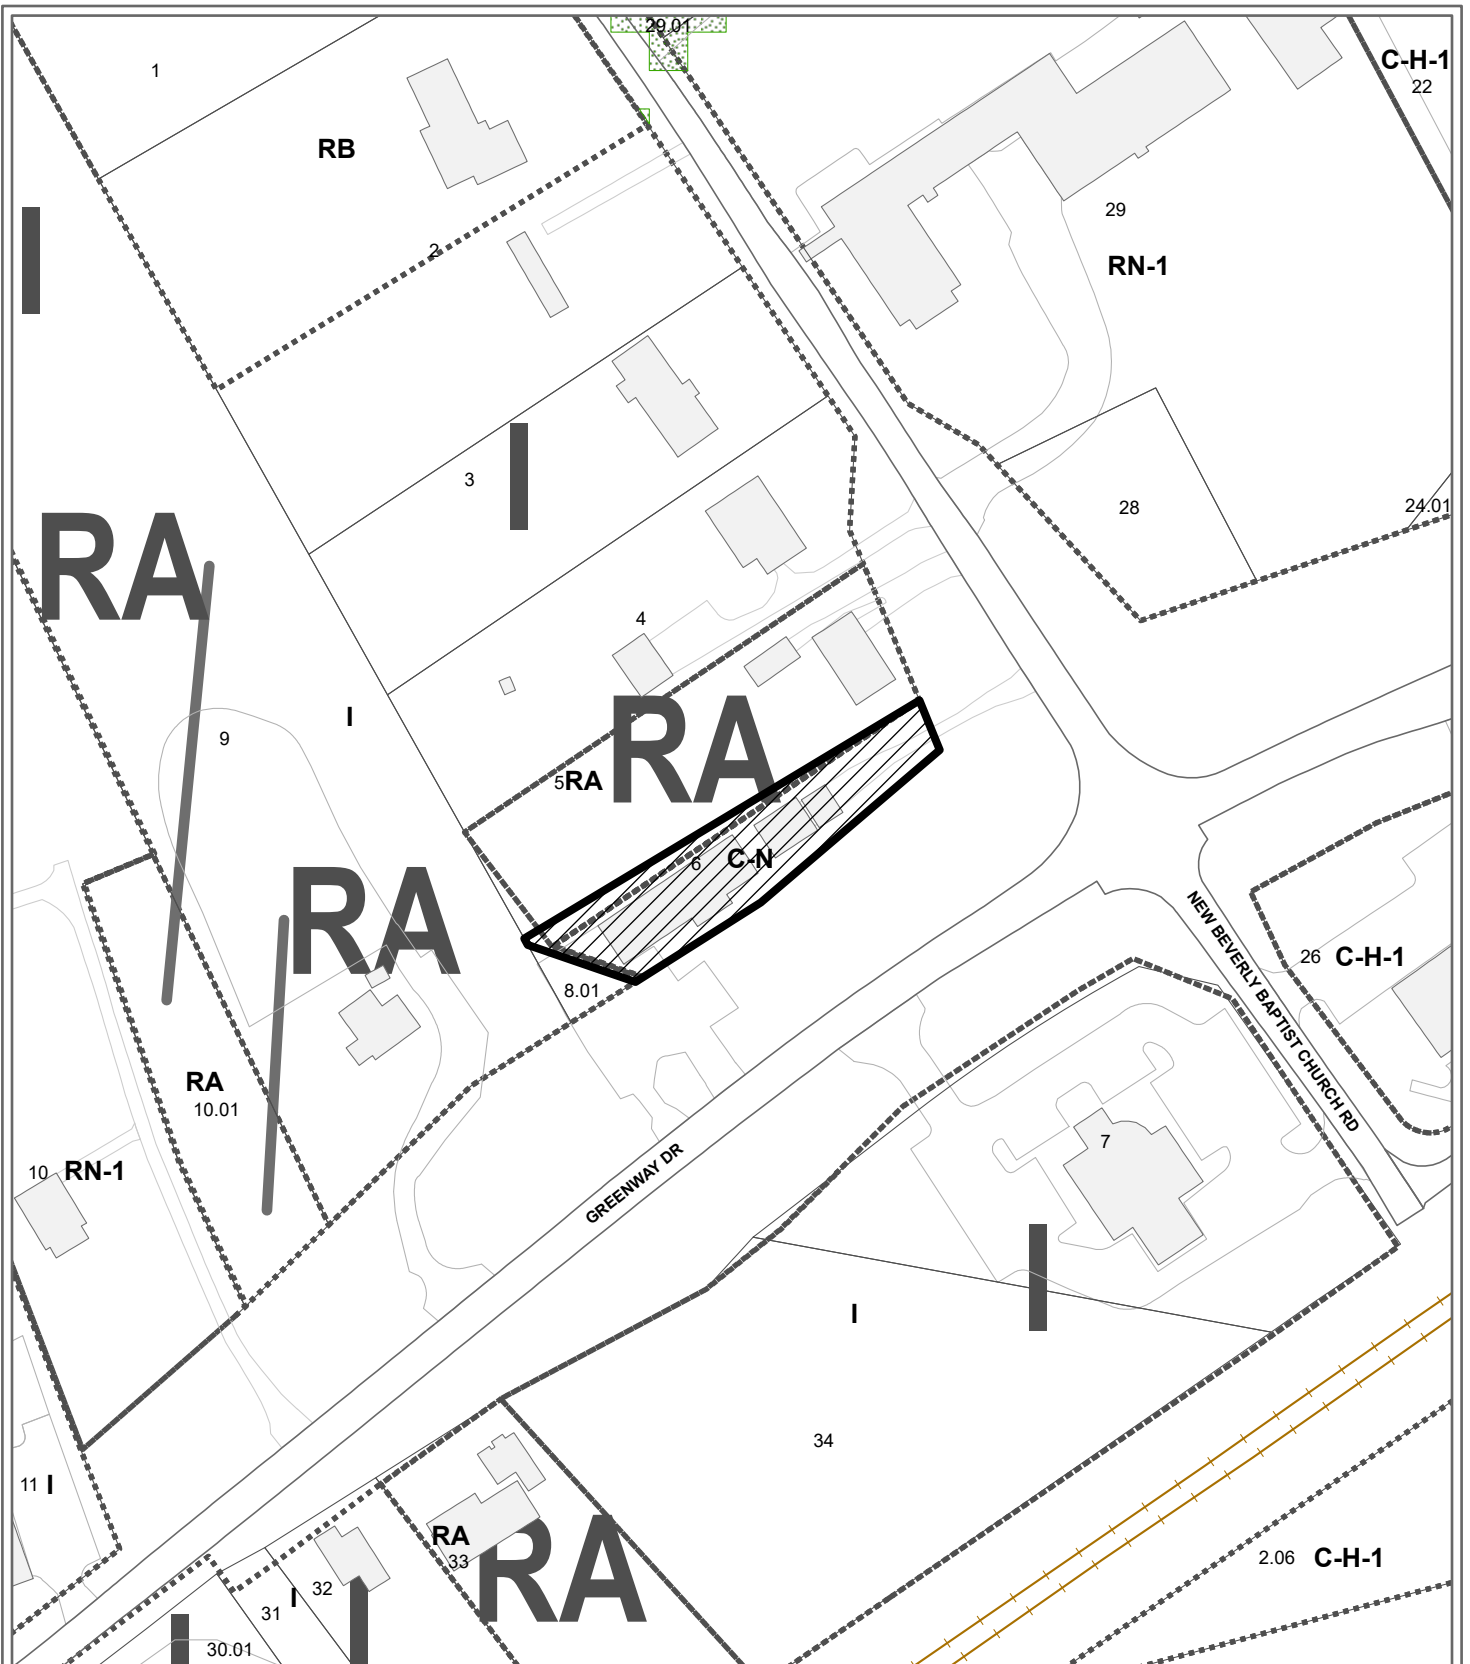 29.01
1
C-H-1
22
RB
29
2
RN-1
I
3
I
28
24.01
RA
4
I
9
RA
5
RA
6
C-N
RA
NEW BEVERLY BAPTIST CHURCH RD
26
C-H-1
8.01
RA
10.01
7
GREENWAY DR
10
RN-1
I
I
34
11
I
RA
33
RA
2.06
C-H-1
32
I
31
I
30.01
I